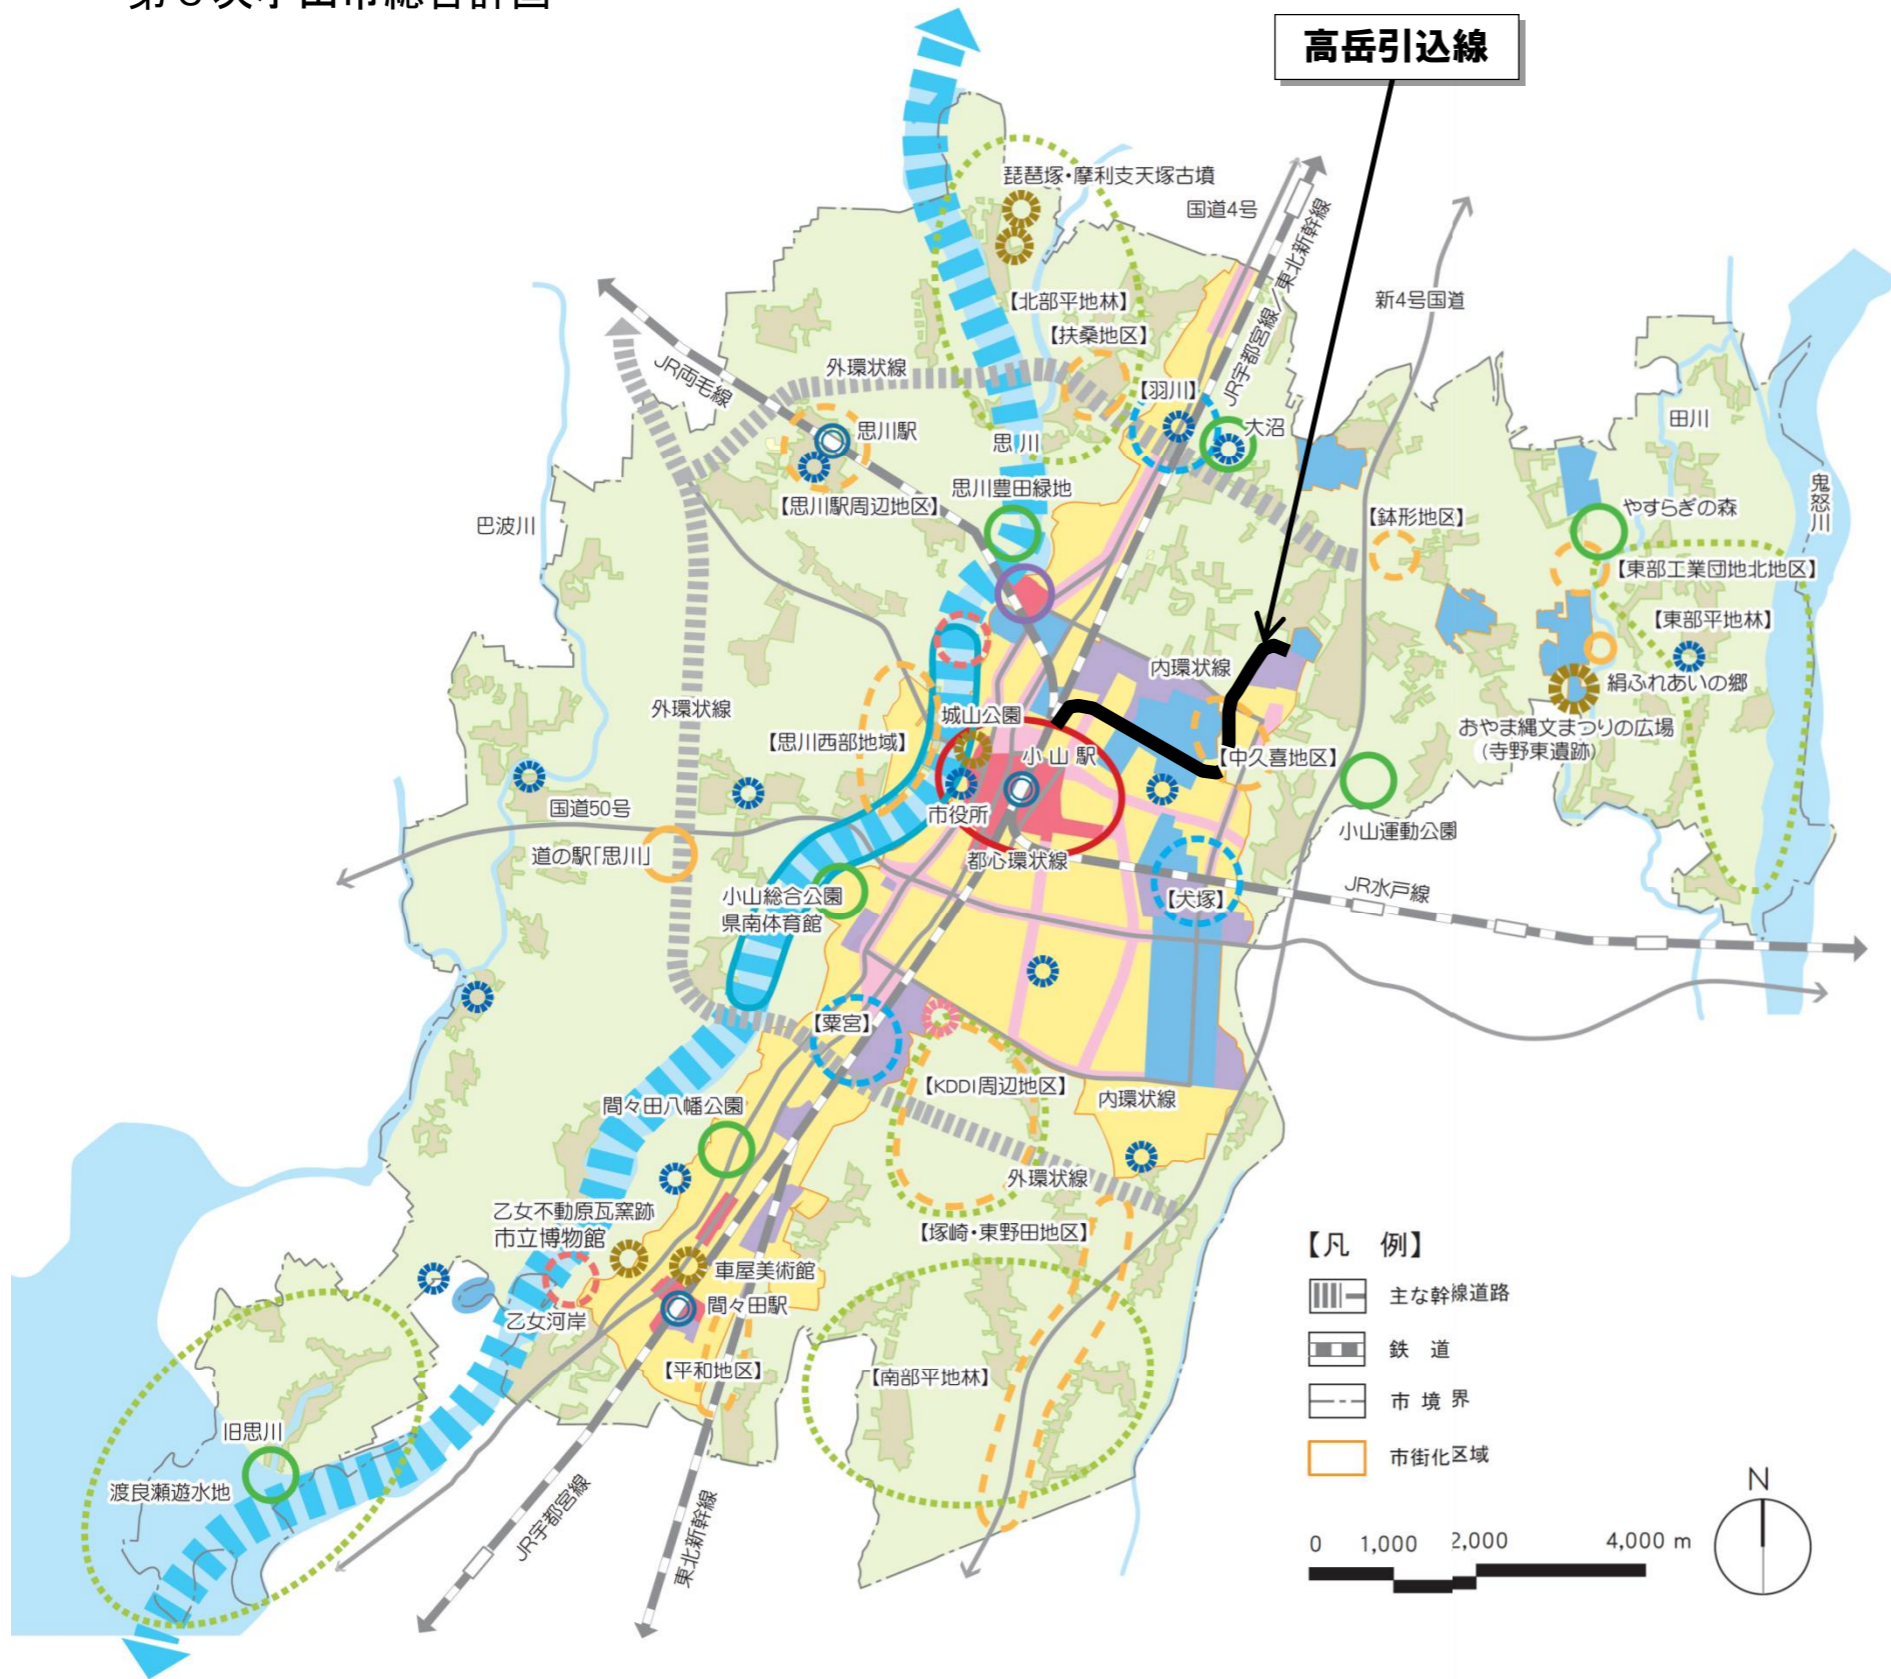 小山市総合計画
高岳引込線
琵琶塚・摩利支天塚古墳
国道4号
JR宇都宮線／東北新幹線
新4号国道
【北部平地林】
【扶桑地区】
外環状線
JR両毛線
【羽川】
大沼
田川
思川駅
思川
鬼怒川
思川豊田緑地
【思川駅周辺地区】
やすらぎの森
【鉢形地区】
巴波川
【東部工業団地北地区】
【東部平地林】
内環状線
絹ふれあいの郷
外環状線
城山公園
おやま縄文まつりの広場
(寺野東遺跡)
【思川西部地域】
小山駅
【中久喜地区】
国道50号
市役所
小山運動公園
道の駅「思川」
都心環状線
JR水戸線
小山総合公園
県南体育館
【犬塚】
【粟宮】
【KDDI周辺地区】
内環状線
間々田八幡公園
外環状線
乙女不動原瓦窯跡
市立博物館
【塚崎・東野田地区】
車屋美術館
間々田駅
乙女河岸
【平和地区】
【南部平地林】
旧思川
渡良瀬遊水地
JR宇都宮線
東北新幹線
【凡　例】
主な幹線道路
鉄　道
市 境 界
市街化区域
N
0 1,000 2,000 4,000 m